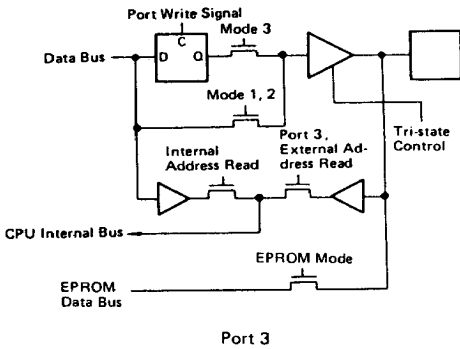 Port Write Signal
C
Mode 3
Data Bus
D
Q
Mode 1, 2
Tri-state
Control
Internal
Address Read
Port 3,
External Ad-
dress Read
CPU Internal Bus
EPROM Mode
EPROM
Data Bus
Port 3